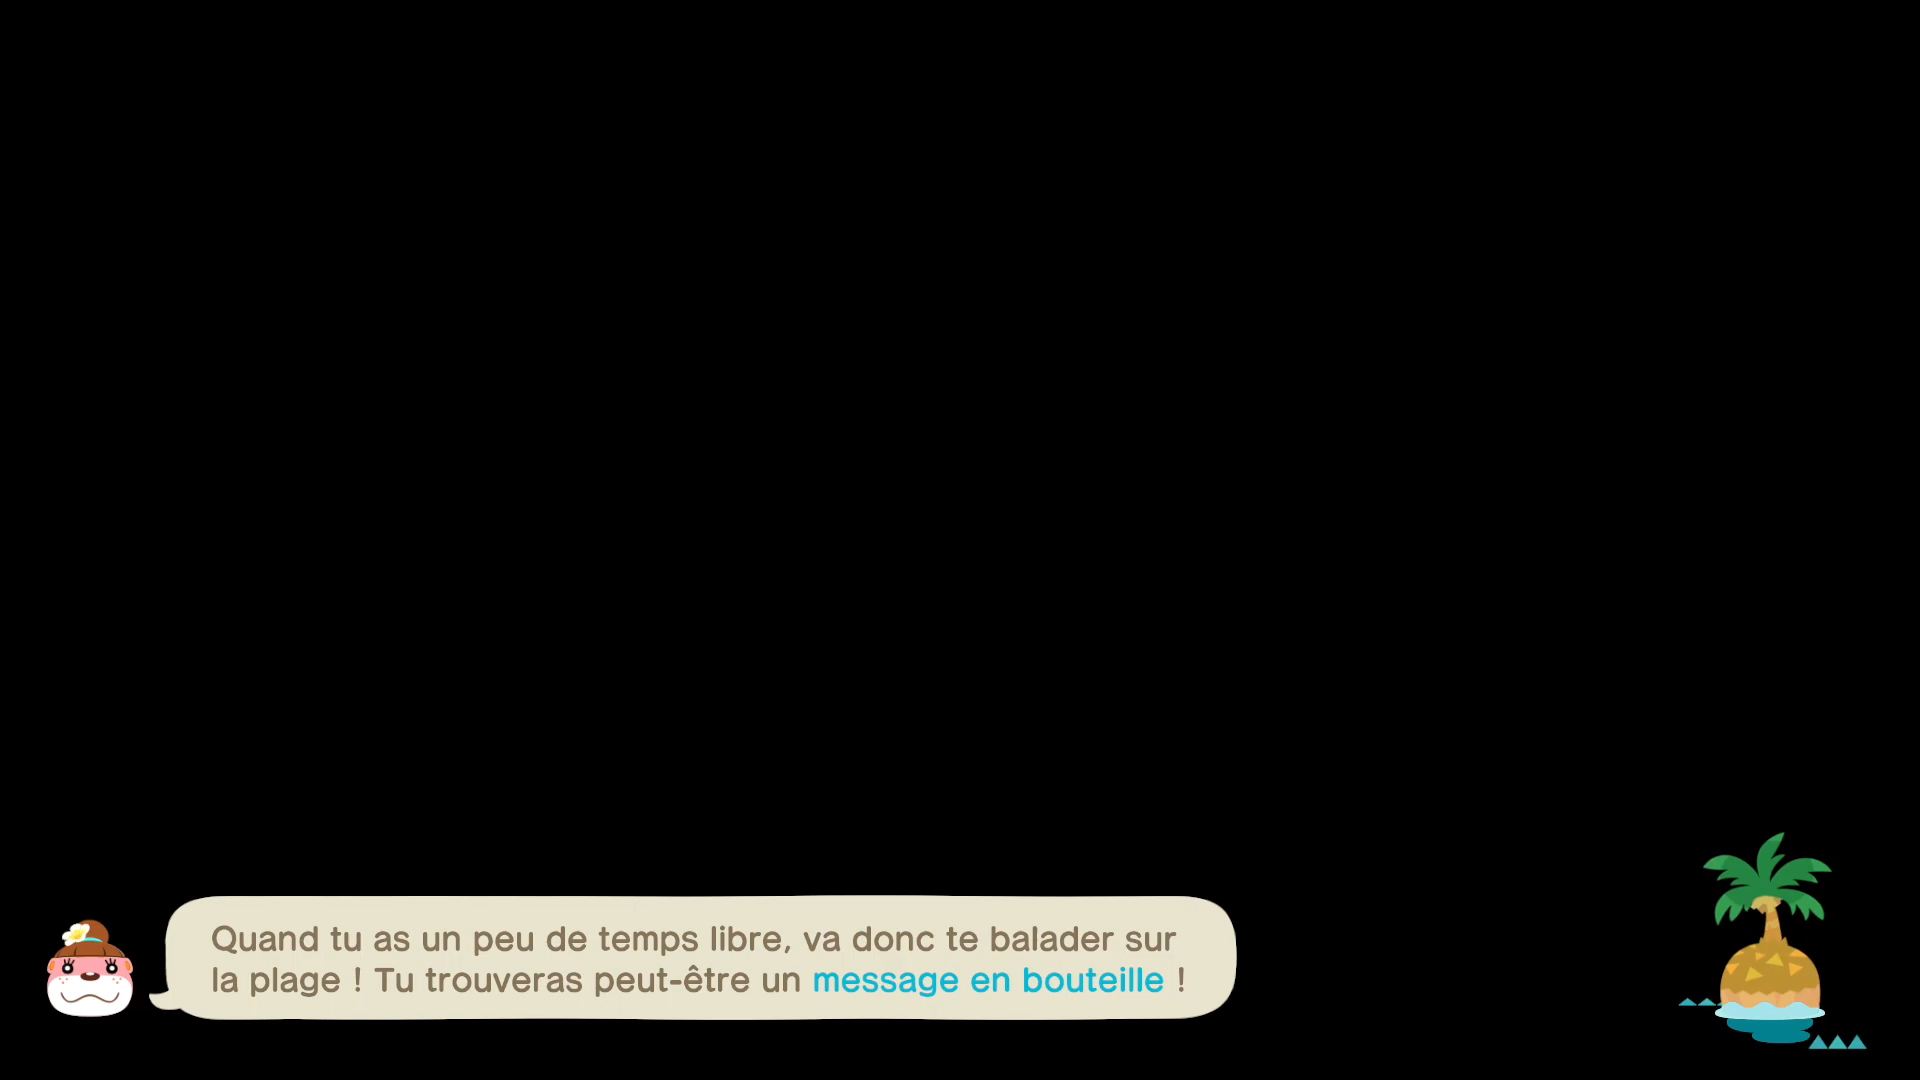 Quand tu as un peu de temps libre, va donc te balader sur
la plage ! Tu trouveras peut-être un message en bouteille !